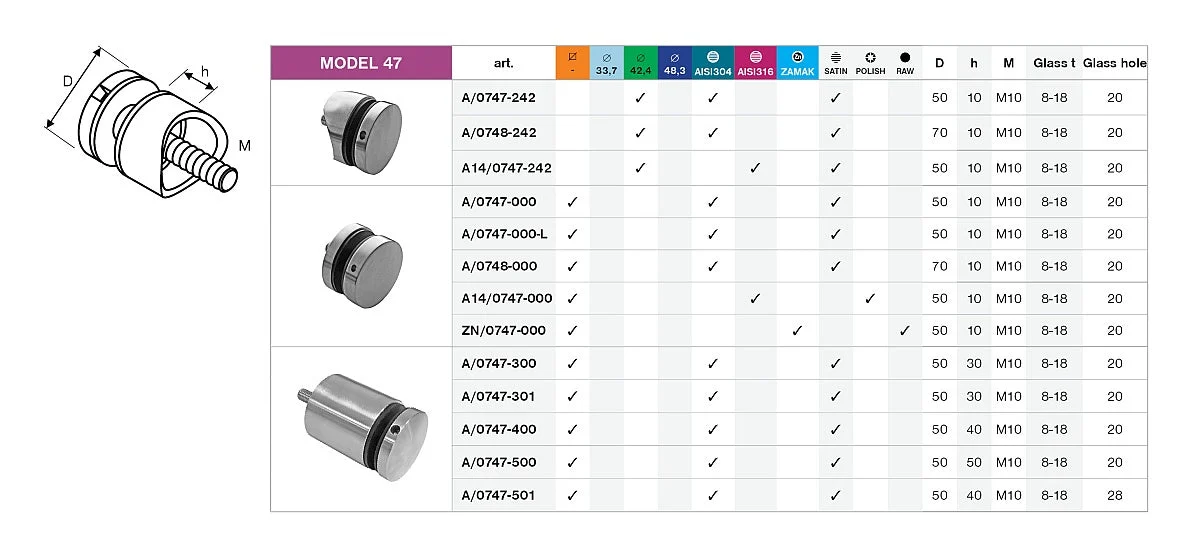 D
h
M
MODEL 47 art. ∅ - ∅ 33,7 ∅ 42,4 ∅ 48,3 AISI304 AISI316 Zn ZAMAK SATIN POLISH RAW D h M Glass t Glass hole
A/0747-242 ✓ ✓ ✓ 50 10 M10 8-18 20
A/0748-242 ✓ ✓ ✓ 70 10 M10 8-18 20
A14/0747-242 ✓ ✓ ✓ 50 10 M10 8-18 20
A/0747-000 ✓ ✓ ✓ 50 10 M10 8-18 20
A/0747-000-L ✓ ✓ ✓ 50 10 M10 8-18 20
A/0748-000 ✓ ✓ ✓ 70 10 M10 8-18 20
A14/0747-000 ✓ ✓ ✓ 50 10 M10 8-18 20
ZN/0747-000 ✓ ✓ ✓ 50 10 M10 8-18 20
A/0747-300 ✓ ✓ ✓ 50 30 M10 8-18 20
A/0747-301 ✓ ✓ ✓ 50 30 M10 8-18 20
A/0747-400 ✓ ✓ ✓ 50 40 M10 8-18 20
A/0747-500 ✓ ✓ ✓ 50 50 M10 8-18 20
A/0747-501 ✓ ✓ ✓ 50 40 M10 8-18 28